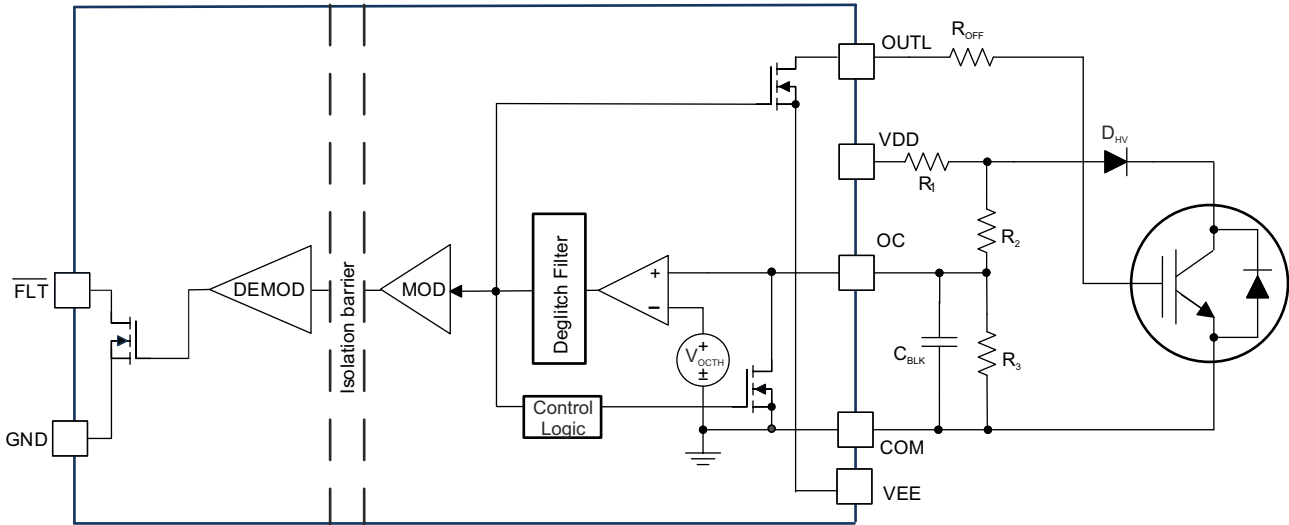 OUTL
R_OFF
VDD
R_1
D_HV
R_2
OC
FLT
DEMOD
Isolation barrier
MOD
Deglitch Filter
+
−
V_OCTH
+
±
C_BLK
R_3
Control
Logic
GND
COM
VEE